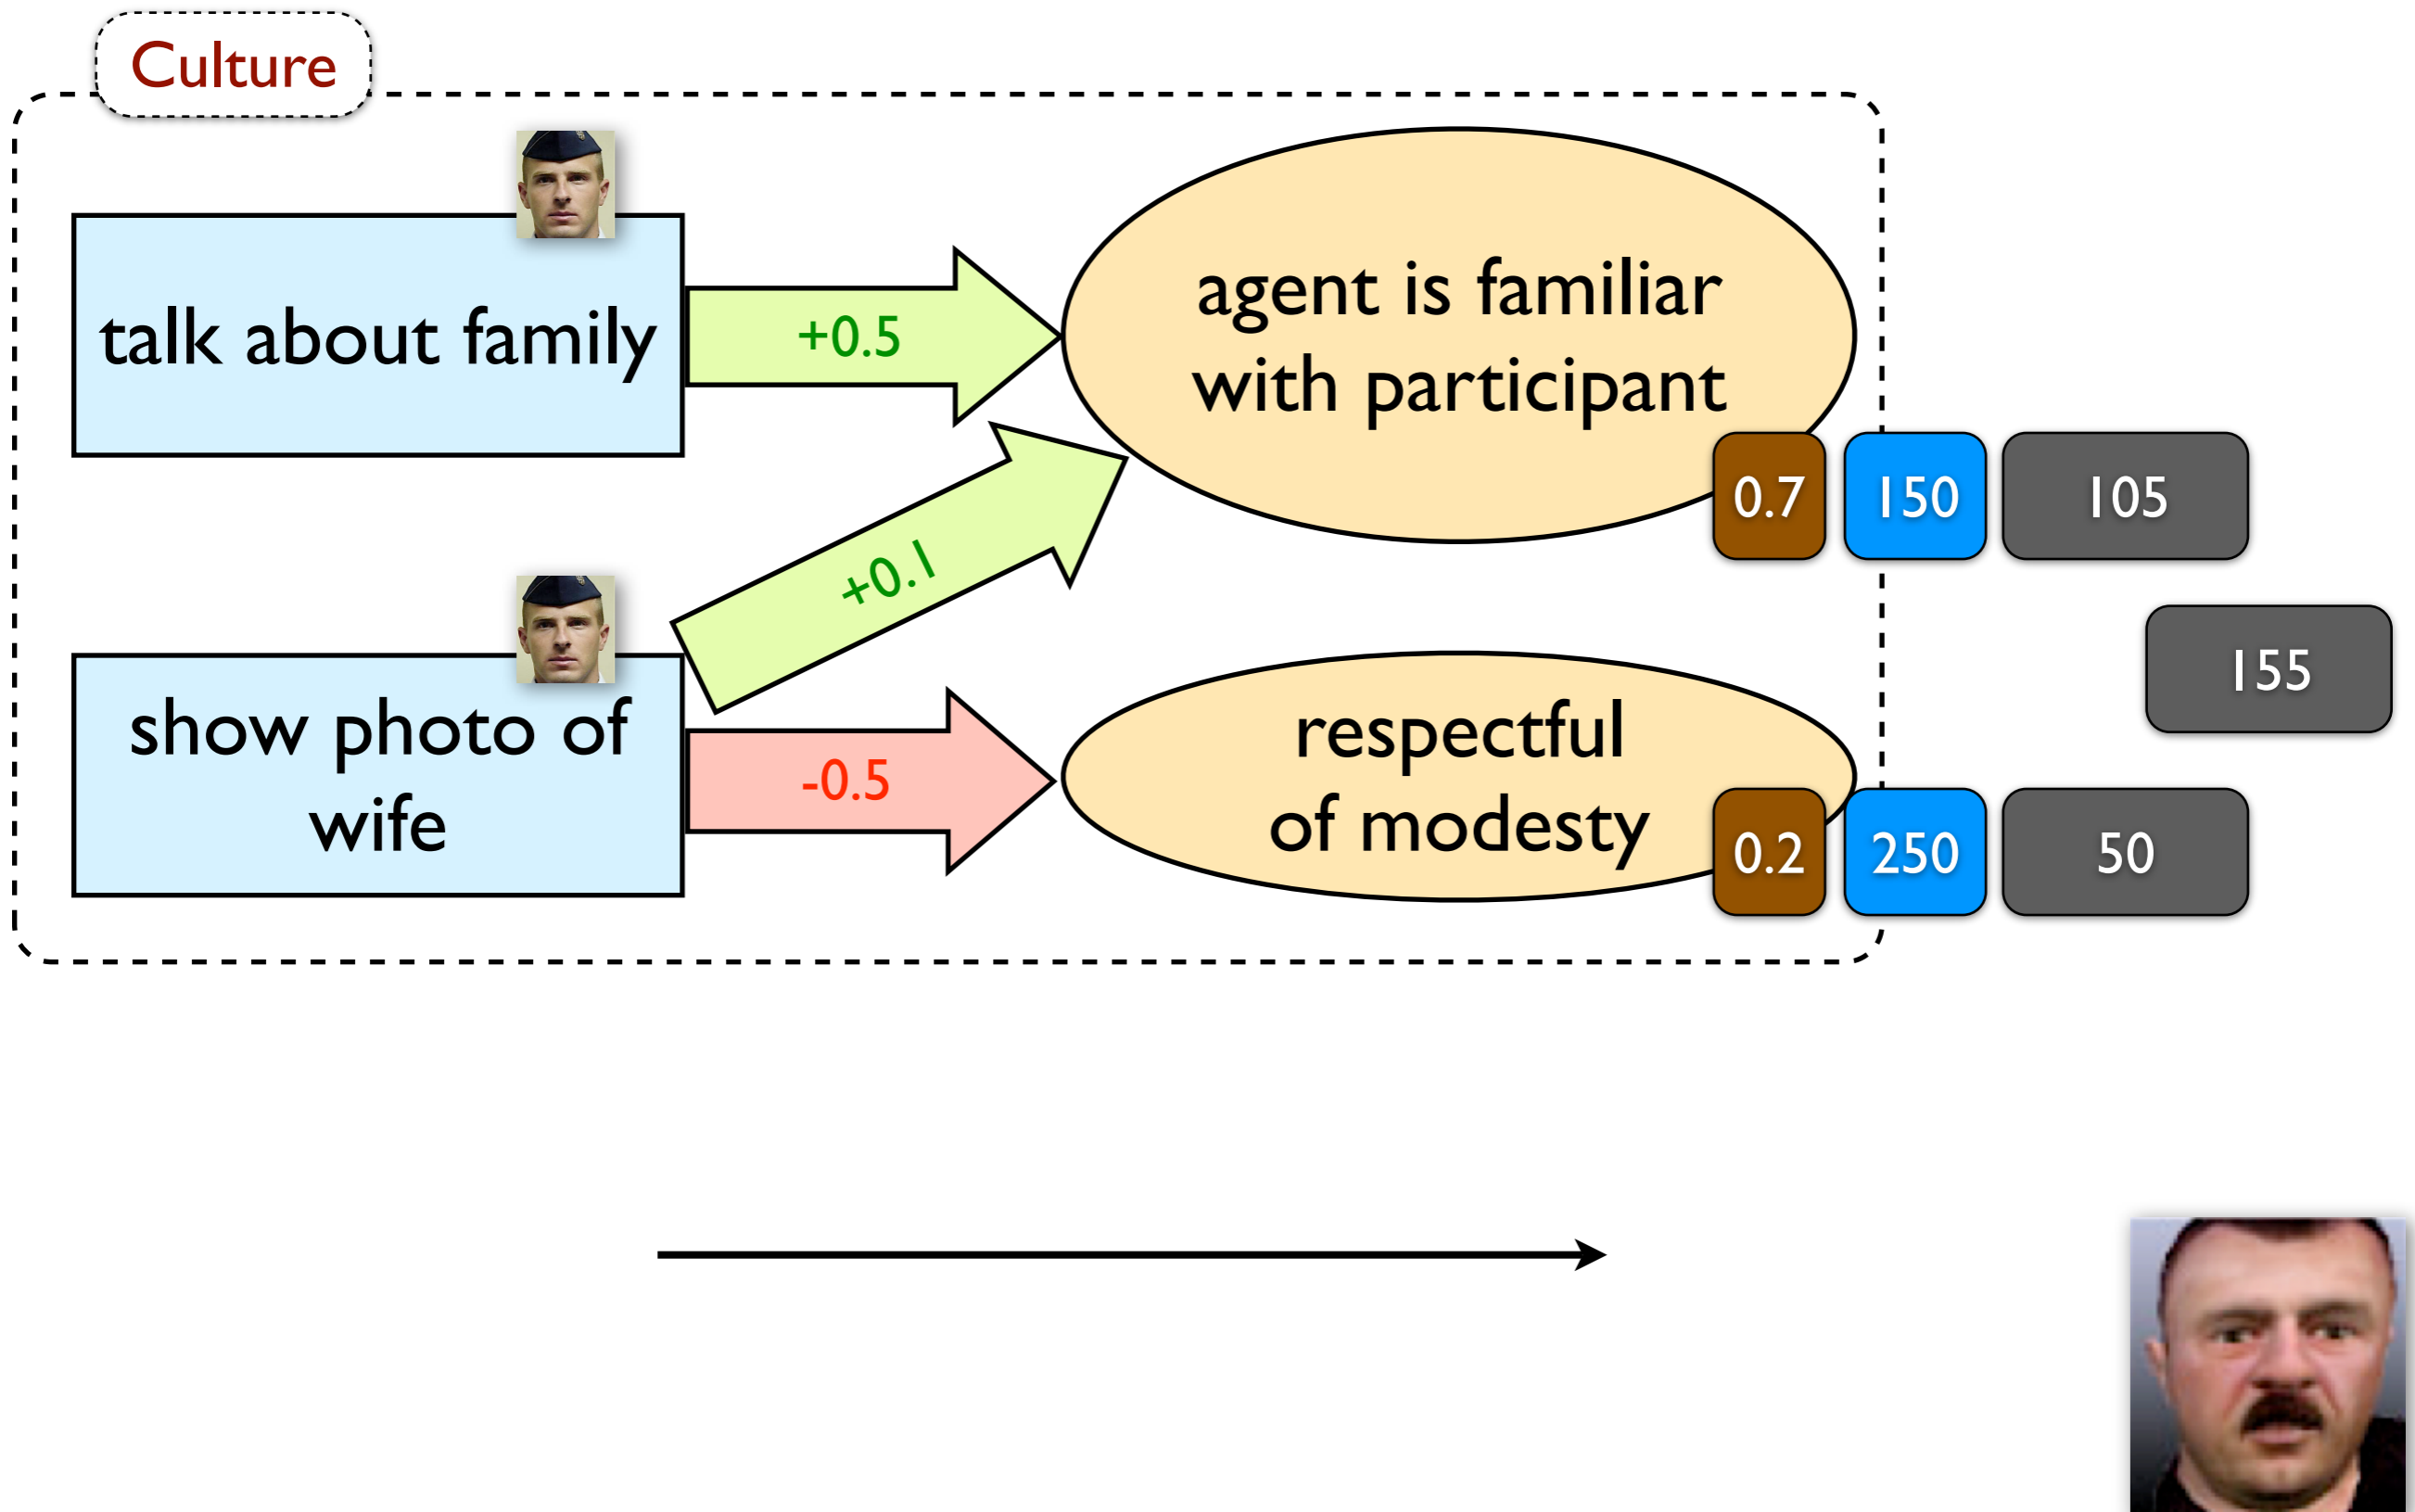 Culture
talk about family
+0.5
agent is familiar
with participant
0.7
150
105
+0.1
155
show photo of
wife
-0.5
respectful
of modesty
0.2
250
50